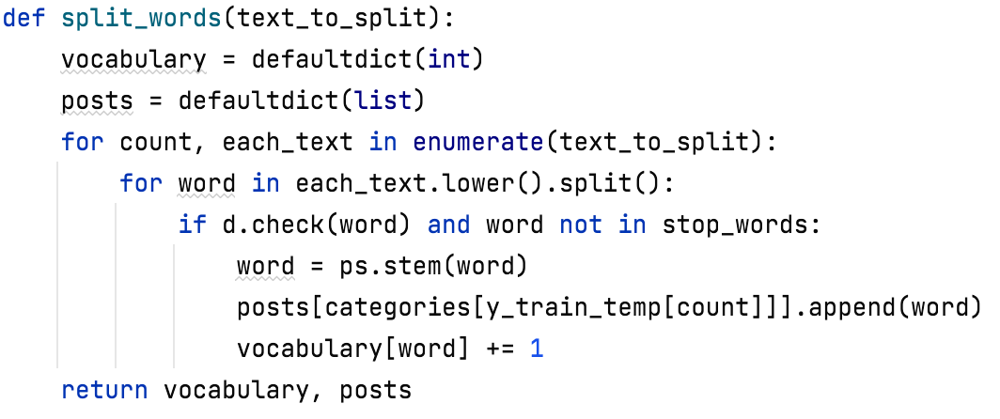 def split_words(text_to_split):
    vocabulary = defaultdict(int)
    posts = defaultdict(list)
    for count, each_text in enumerate(text_to_split):
        for word in each_text.lower().split():
            if d.check(word) and word not in stop_words:
                word = ps.stem(word)
                posts[categories[y_train_temp[count]]].append(word)
                vocabulary[word] += 1
    return vocabulary, posts